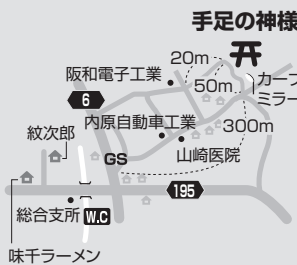 手足の神様
20m
阪和電子工業
50m
カーブ
ミラー
6
内原自動車工業
300m
紋次郎
GS
山崎医院
195
総合支所 W.C
味千ラーメン